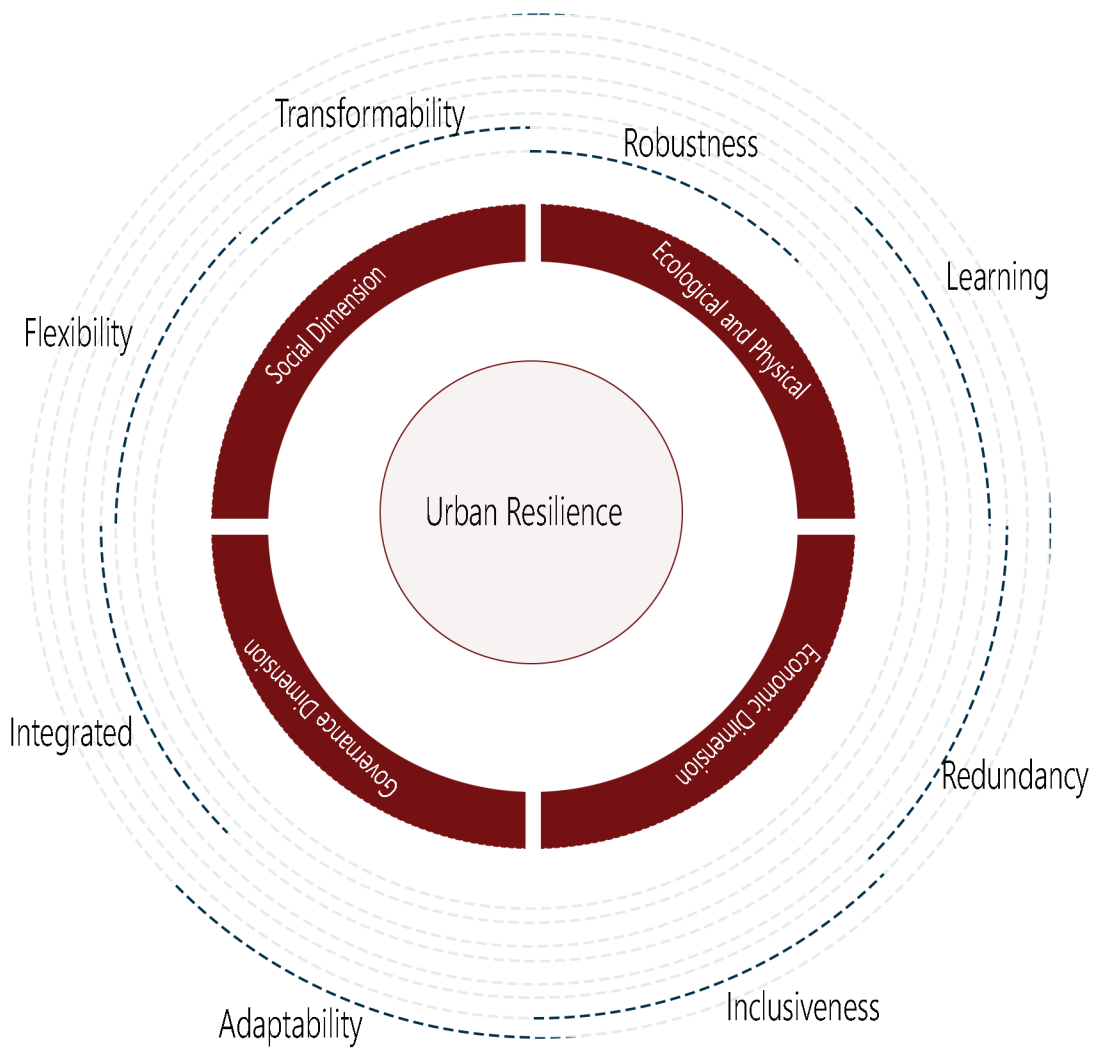 Transformability
Robustness
Learning
Flexibility
Social Dimension
Ecological and Physical
Urban Resilience
Governance Dimension
Economic Dimension
Integrated
Redundancy
Inclusiveness
Adaptability